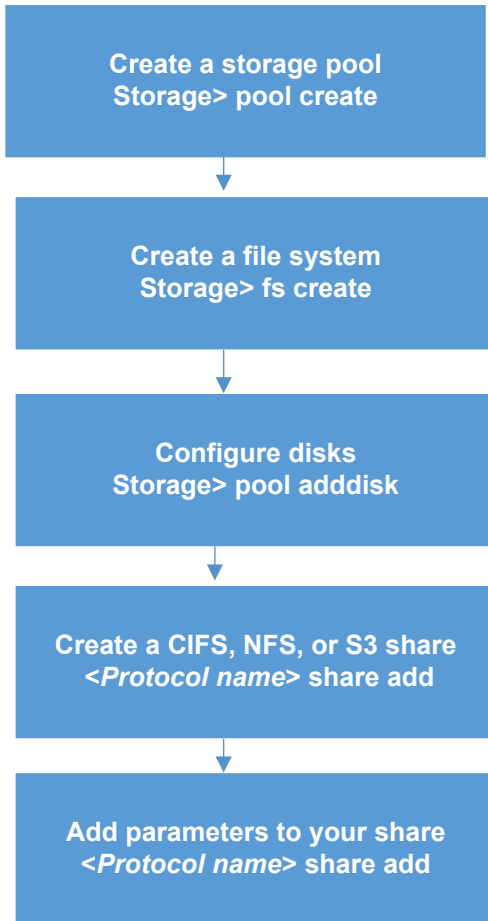 Create a storage pool
Storage> pool create
Create a file system
Storage> fs create
Configure disks
Storage> pool adddisk
Create a CIFS, NFS, or S3 share
<Protocol name> share add
Add parameters to your share
<Protocol name> share add